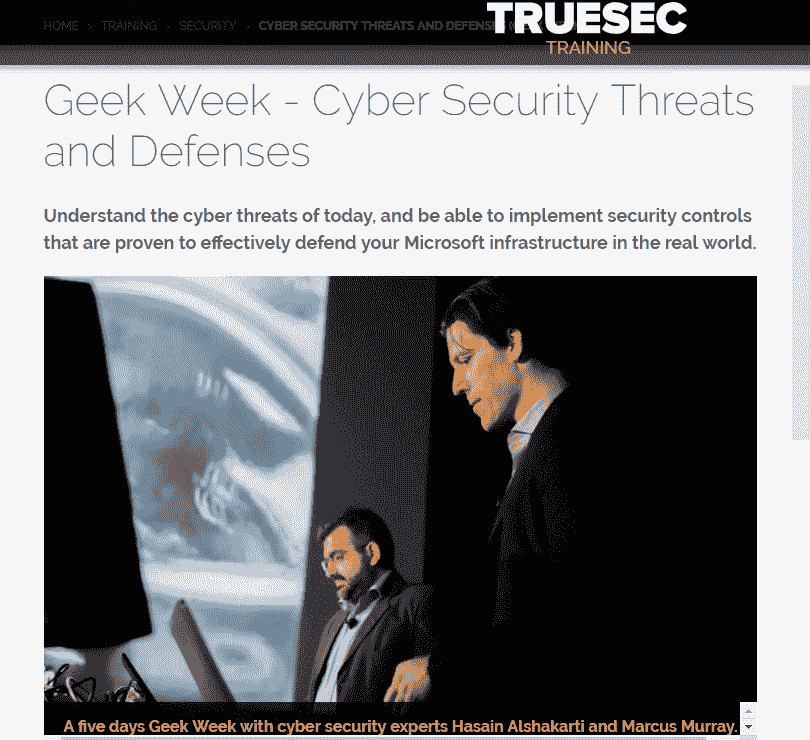 TRUESEC
TRAINING
HOME > TRAINING > SECURITY > CYBER SECURITY THREATS AND DEFENSES
Geek Week - Cyber Security Threats
and Defenses
Understand the cyber threats of today, and be able to implement security controls
that are proven to effectively defend your Microsoft infrastructure in the real world.
A five days Geek Week with cyber security experts Hasain Alshakarti and Marcus Murray.